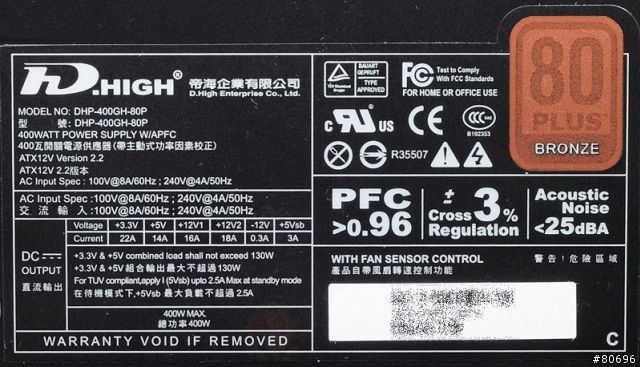 D.HIGH® 帝海企業有限公司
D.High Enterprise Co., Ltd.
MODEL NO: DHP-400GH-80P
型 號: DHP-400GH-80P
400WATT POWER SUPPLY W/APFC
400瓦開關電源供應器(帶主動式功率因素校正)
ATX12V Version 2.2
ATX12V 2.2版本
AC Input Spec : 100V@8A/60Hz ; 240V@4A/50Hz
AC Input Spec : 100V@8A/60Hz ; 240V@4A/50Hz
交 流 輸 入 : 100V@8A/60Hz ; 240V@4A/50Hz
Voltage +3.3V +5V +12V1 +12V2 -12V +5Vsb
Current 22A 14A 16A 18A 0.3A 3A
DC
OUTPUT
直流輸出
+3.3V & +5V combined load shall not exceed 130W
+3.3V & +5V 組合輸出最大不超過130W
For TUV compliant,apply I (5Vsb) upto 2.5A Max at standby mode
在待機模式下,+5Vsb 最大負載不超過2.5A
400W MAX.
總功率400W
WARRANTY VOID IF REMOVED
BAUART
GEPRUFT
TYPE
APPROVED
FC Test to Comply
With FCC Standards
FOR HOME OR OFFICE USE
c RU us
CE
CCC
B192353
R35507
80
PLUS
BRONZE
PFC
>0.96
± 3%
Cross
Regulation
Acoustic
Noise
<25dBA
WITH FAN SENSOR CONTROL
產品自帶風扇轉速控制功能
警告!危險區域
C
#80696